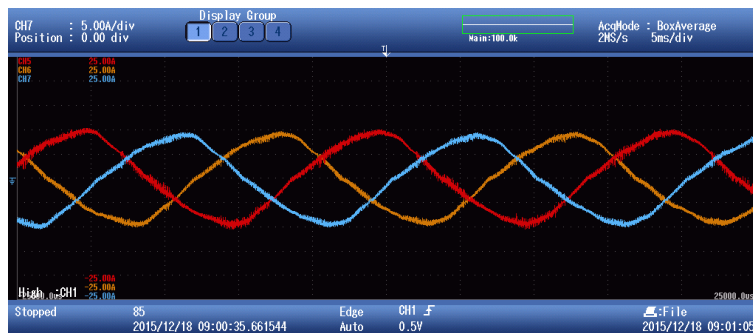 CH7 : 5.00A/div
Position : 0.00 div
Display Group
1 2 3 4
Main:100.0k
AcqMode : BoxAverage
2MS/s 5ms/div
CH5 25.00A
CH6 25.00A
CH7 25.00A
-25.00A
-25.00A
High :CH1 -25.00A
-25000.0us 25000.0us
Stopped 85 Edge CH1 :File
2015/12/18 09:00:35.661544 Auto 0.5V 2015/12/18 09:01:05